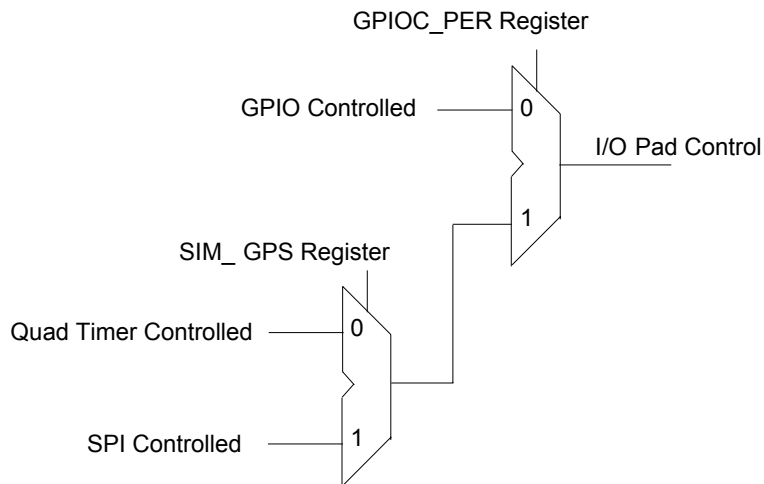 GPIOC_PER Register
GPIO Controlled
0
I/O Pad Control
1
SIM_ GPS Register
Quad Timer Controlled
0
SPI Controlled
1